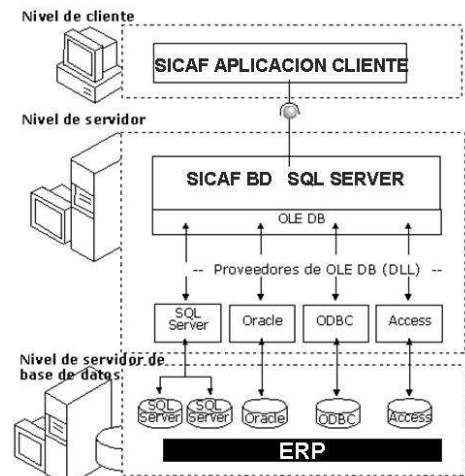 Nivel de cliente
SICAF APLICACION CLIENTE
Nivel de servidor
SICAF BD SQL SERVER
OLE DB
-- Proveedores de OLE DB (DLL) --
SQL
Server
Oracle
ODBC
Access
Nivel de servidor de
base de datos
SQL
Server
SQL
Server
Oracle
ODBC
Access
ERP